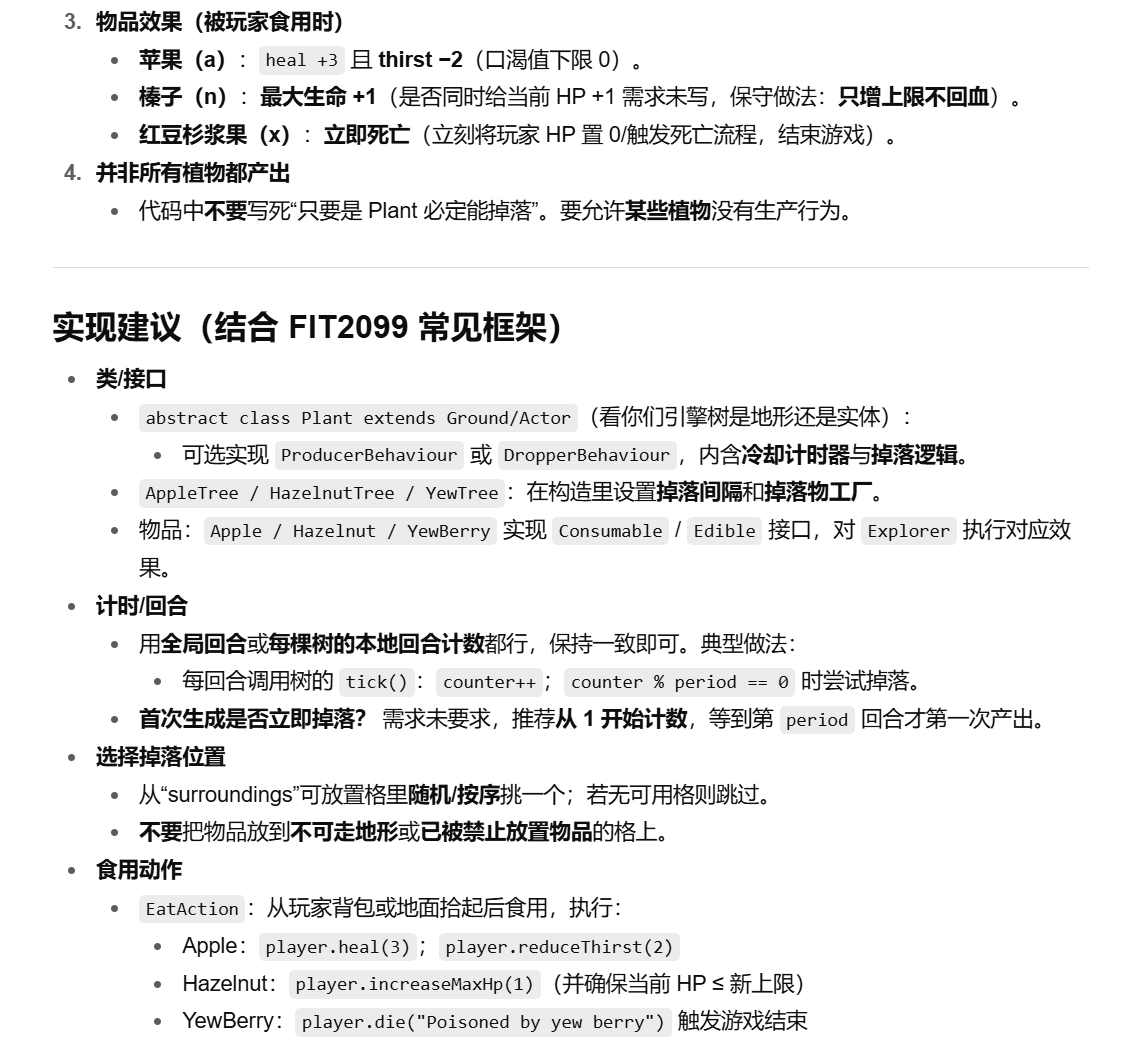 3. 物品效果（被玩家食用时）
• 苹果（a）： heal +3 且 thirst −2（口渴值下限 0）。
• 榛子（n）：最大生命 +1（是否同时给当前 HP +1 需求未写，保守做法：只增上限不回血）。
• 红豆杉浆果（x）：立即死亡（立刻将玩家 HP 置 0/触发死亡流程，结束游戏）。
4. 并非所有植物都产出
• 代码中不要写死“只要是 Plant 必定能掉落”。要允许某些植物没有生产行为。
实现建议（结合 FIT2099 常见框架）
• 类/接口
• abstract class Plant extends Ground/Actor（看你们引擎树是地形还是实体）：
• 可选实现 ProducerBehaviour 或 DropperBehaviour，内含冷却计时器与掉落逻辑。
• AppleTree / HazelnutTree / YewTree：在构造里设置掉落间隔和掉落物工厂。
• 物品：Apple / Hazelnut / YewBerry 实现 Consumable / Edible 接口，对 Explorer 执行对应效
果。
• 计时/回合
• 用全局回合或每棵树的本地回合计数都行，保持一致即可。典型做法：
• 每回合调用树的 tick()：counter++；counter % period == 0 时尝试掉落。
• 首次生成是否立即掉落？ 需求未要求，推荐从 1 开始计数，等到第 period 回合才第一次产出。
• 选择掉落位置
• 从“surroundings”可放置格里随机/按序挑一个；若无可用格则跳过。
• 不要把物品放到不可走地形或已被禁止放置物品的格上。
• 食用动作
• EatAction：从玩家背包或地面拾起后食用，执行：
• Apple：player.heal(3)；player.reduceThirst(2)
• Hazelnut：player.increaseMaxHp(1)（并确保当前 HP ≤ 新上限）
• YewBerry：player.die("Poisoned by yew berry") 触发游戏结束